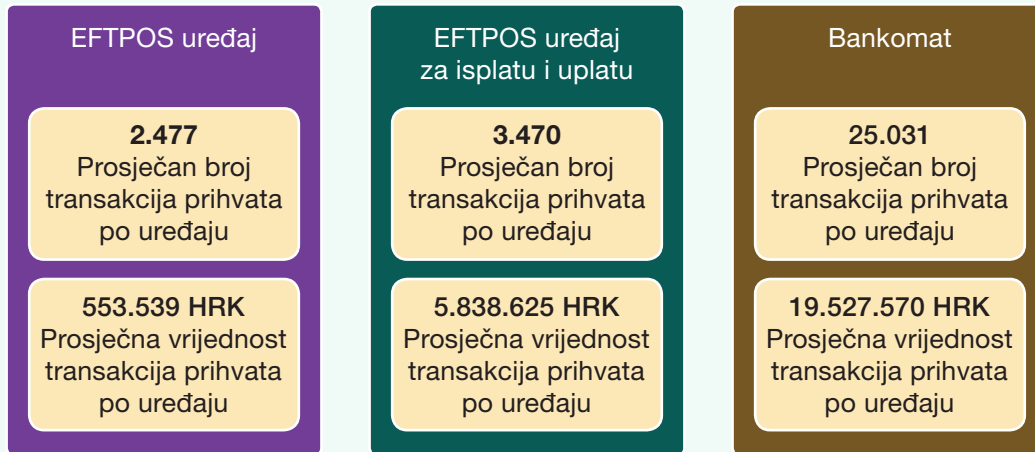 EFTPOS uređaj
2.477
Prosječan broj
transakcija prihvata
po uređaju
553.539 HRK
Prosječna vrijednost
transakcija prihvata
po uređaju
EFTPOS uređaj
za isplatu i uplatu
3.470
Prosječan broj
transakcija prihvata
po uređaju
5.838.625 HRK
Prosječna vrijednost
transakcija prihvata
po uređaju
Bankomat
25.031
Prosječan broj
transakcija prihvata
po uređaju
19.527.570 HRK
Prosječna vrijednost
transakcija prihvata
po uređaju